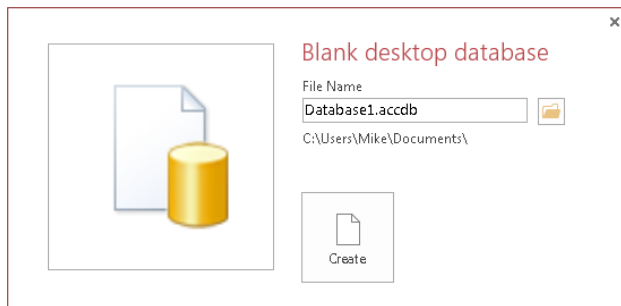 Blank desktop database
File Name
Database1.accdb
C:\Users\Mike\Documents\
Create